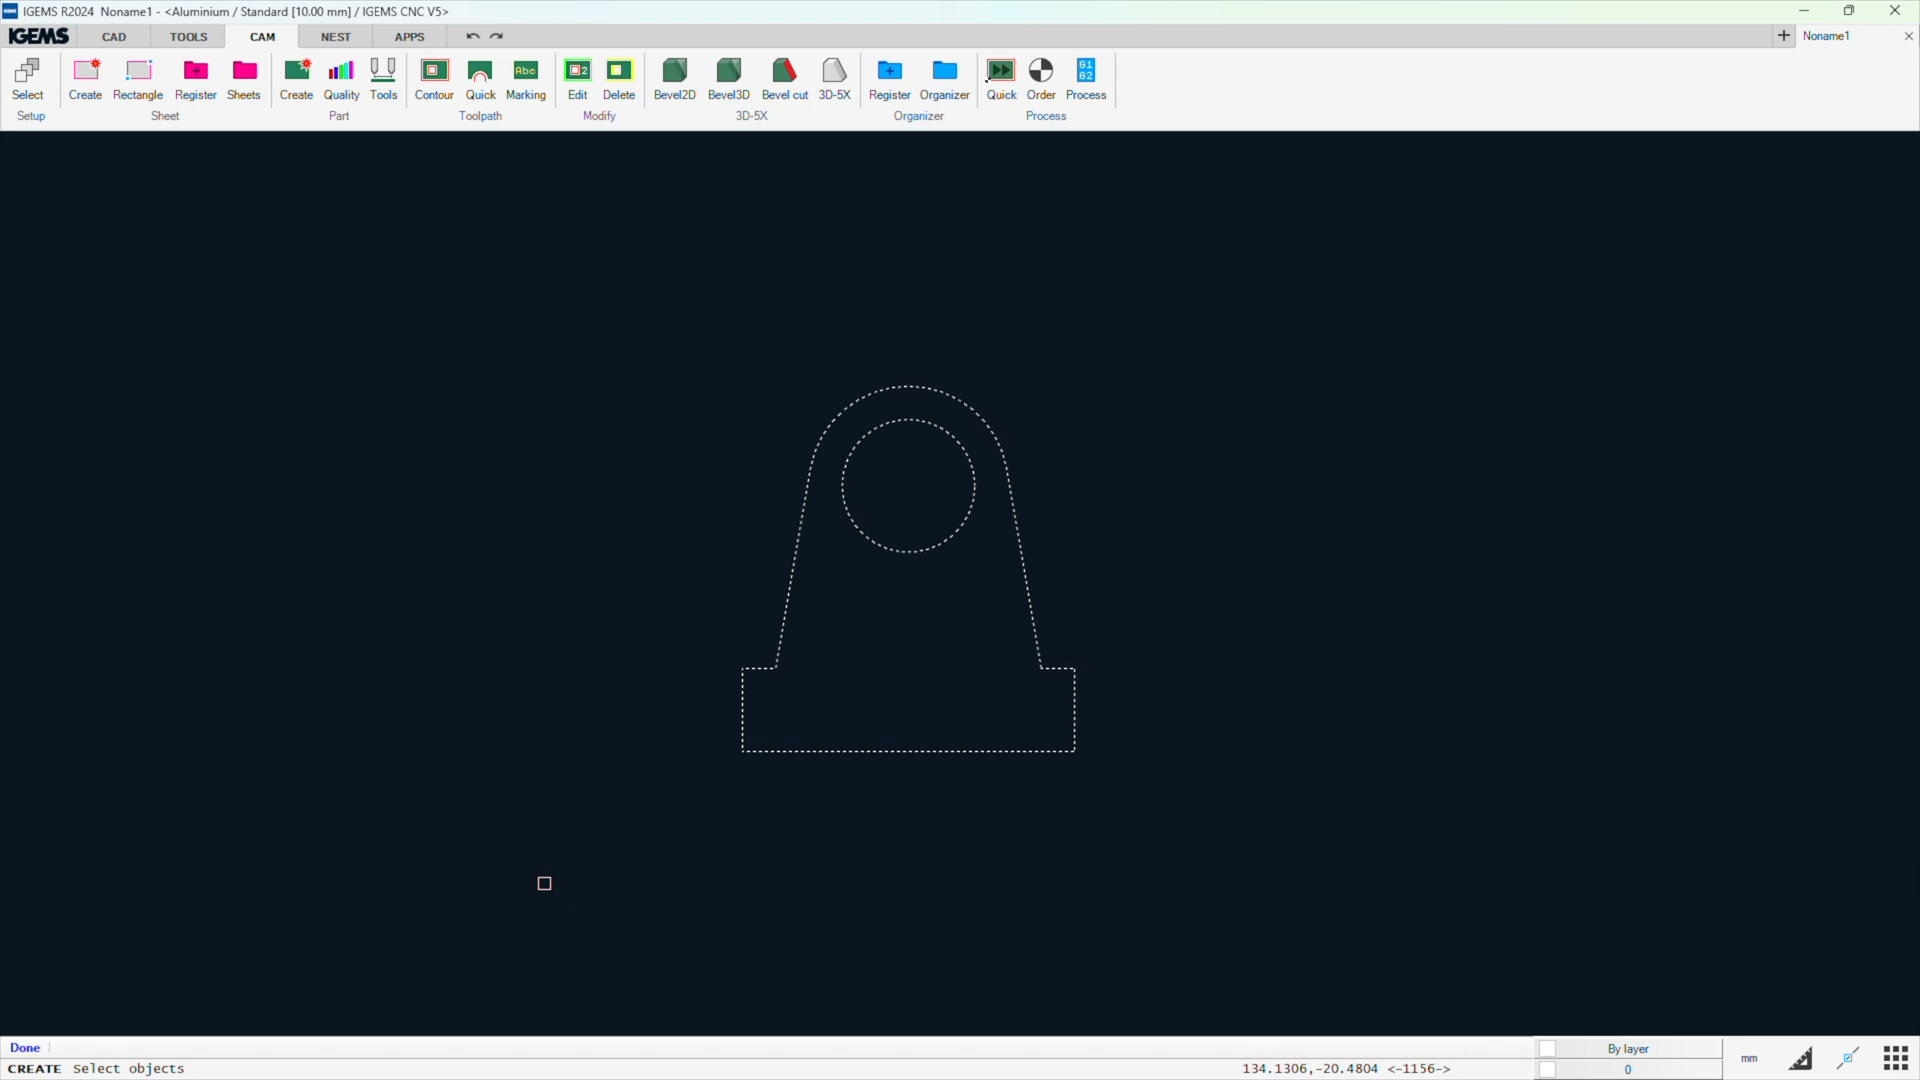 IGEMS R2024 Noname1 - <Aluminium / Standard [10.00 mm] / IGEMS CNC V5>
IGEMS CAD TOOLS CAM NEST APPS Noname1
Select Create Rectangle Register Sheets Create Quality Tools Contour Quick Marking Edit Delete Bevel2D Bevel3D Bevel cut 3D-5X Register Organizer Quick Order Process
Setup Sheet Part Toolpath Modify 3D-5X Organizer Process
Done By layer mm
CREATE Select objects 134.1306,-20.4804 <-1156-> 0